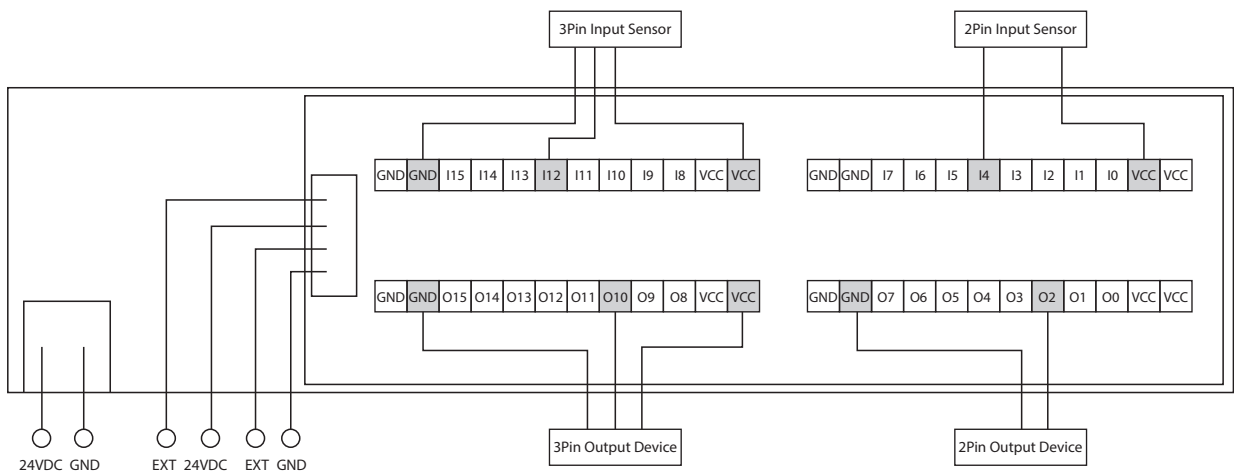 3Pin Input Sensor 2Pin Input Sensor
GND GND I15 I14 I13 I12 I11 I10 I9 I8 VCC VCC GND GND I7 I6 I5 I4 I3 I2 I1 I0 VCC VCC
GND GND O15 O14 O13 O12 O11 O10 O9 O8 VCC VCC GND GND O7 O6 O5 O4 O3 O2 O1 O0 VCC VCC
3Pin Output Device 2Pin Output Device
24VDC GND EXT 24VDC EXT GND